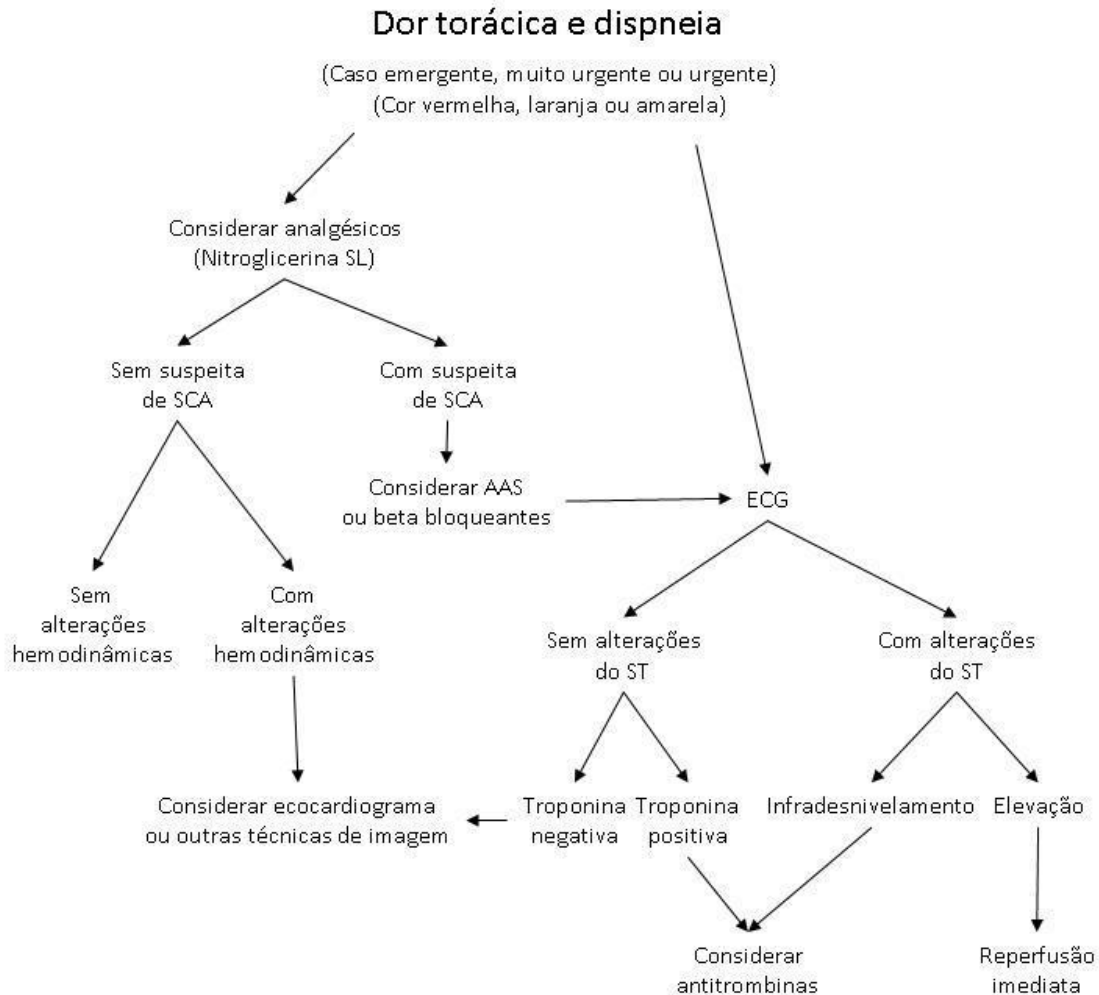 Dor torácica e dispneia
(Caso emergente, muito urgente ou urgente)
(Cor vermelha, laranja ou amarela)
Considerar analgésicos
(Nitroglicerina SL)
Sem suspeita
de SCA
Com suspeita
de SCA
Considerar AAS
ou beta bloqueantes
ECG
Sem
alterações
hemodinâmicas
Com
alterações
hemodinâmicas
Sem alterações
do ST
Com alterações
do ST
Considerar ecocardiograma
ou outras técnicas de imagem
Troponina
negativa
Troponina
positiva
Infradesnivelamento
Elevação
Considerar
antitrombinas
Reperfusão
imediata